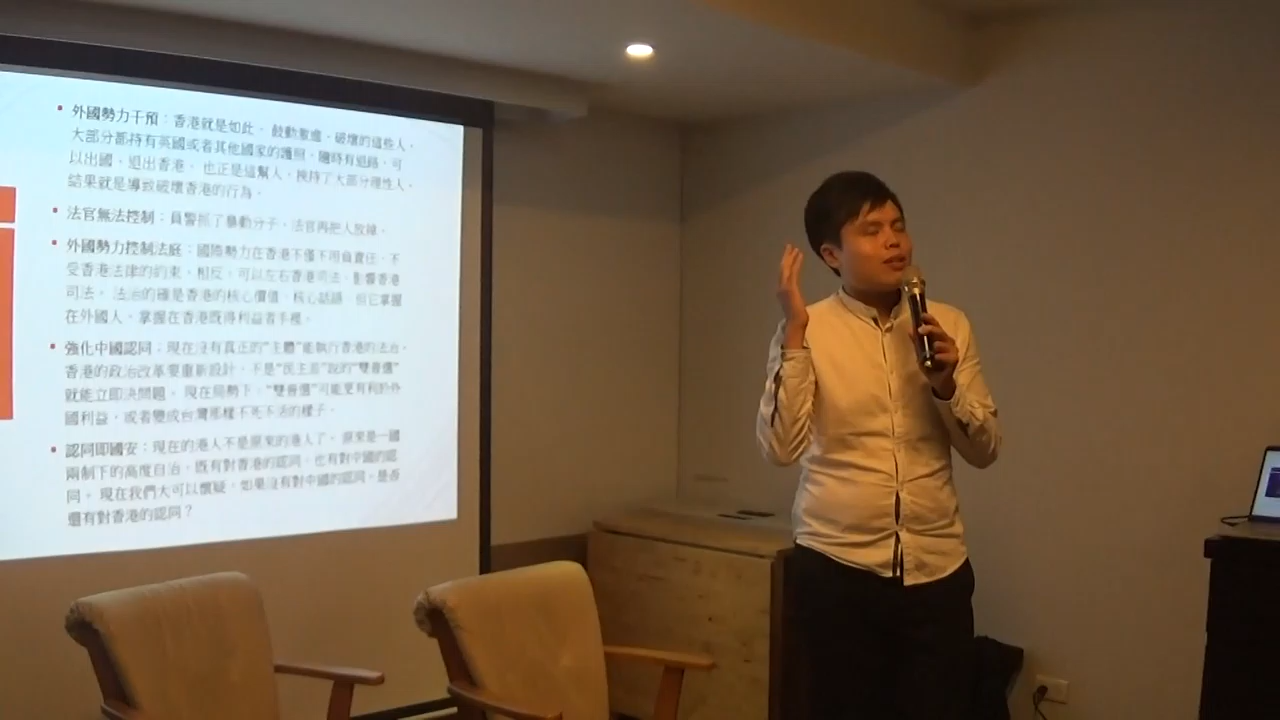 外國勢力干預：香港就是如此， 鼓動激進、破壞的這些人，
大部分都持有英國或者其他國家的護照，隨時有退路，可
以出國，退出香港。 也正是這幫人，挾持了大部分理性人，
結果就是導致破壞香港的行為。
法官無法控制：員警抓了暴動分子，法官再把人放線。
外國勢力控制法庭：國際勢力在香港不僅不用負責任、不
受香港法律的約束，相反，可以左右香港司法，影響香港
司法。 法治的確是香港的核心價值、核心話語，但它掌握
在外國人、掌握在香港既得利益者手裡。
強化中國認同：現在沒有真正的"主體"能執行香港的法治。
香港的政治改革要重新設計，不是"民主派"說的"雙普選"
就能立即決問題。 現在局勢下，"雙普選"可能更有利於外
國利益，或者變成台灣那樣不死不活的樣子。
認同即國安：現在的港人不是原來的港人了。 原來是一國
兩制下的高度自治，既有對香港的認同，也有對中國的認
同。 現在我們大可以懷疑，如果沒有對中國的認同，是否
還有對香港的認同？